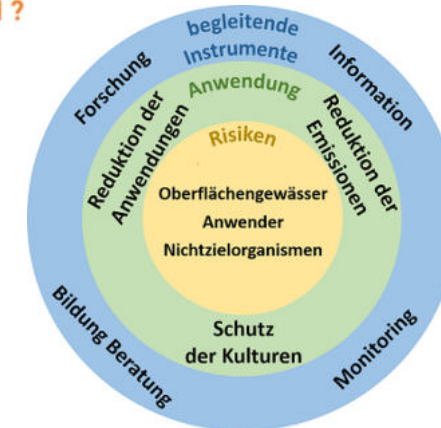 ?
begleitende
Instrumente
Forschung
Information
Anwendung
Reduktion der
Anwendungen
Reduktion der
Emissionen
Risiken
Oberflächengewässer
Anwender
Nichtzielorganismen
Schutz
der Kulturen
Bildung Beratung
Monitoring